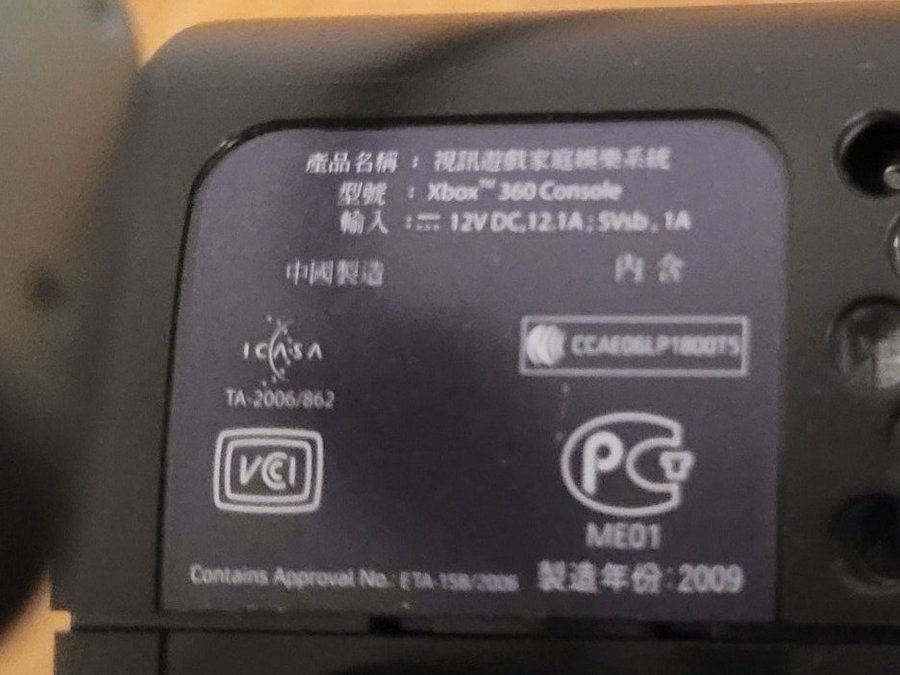 產品名稱 : 視訊遊戲家庭娛樂系統
型號 : Xbox™ 360 Console
輸入 : ⎓ 12V DC,12.1A ; 5Vsb , 1A
中國製造
內含
ICASA
CCAE06LP1800T5
TA-2006/862
VCCI
PCT
ME01
Contains Approval No.: ETA-158/2006
製造年份:2009